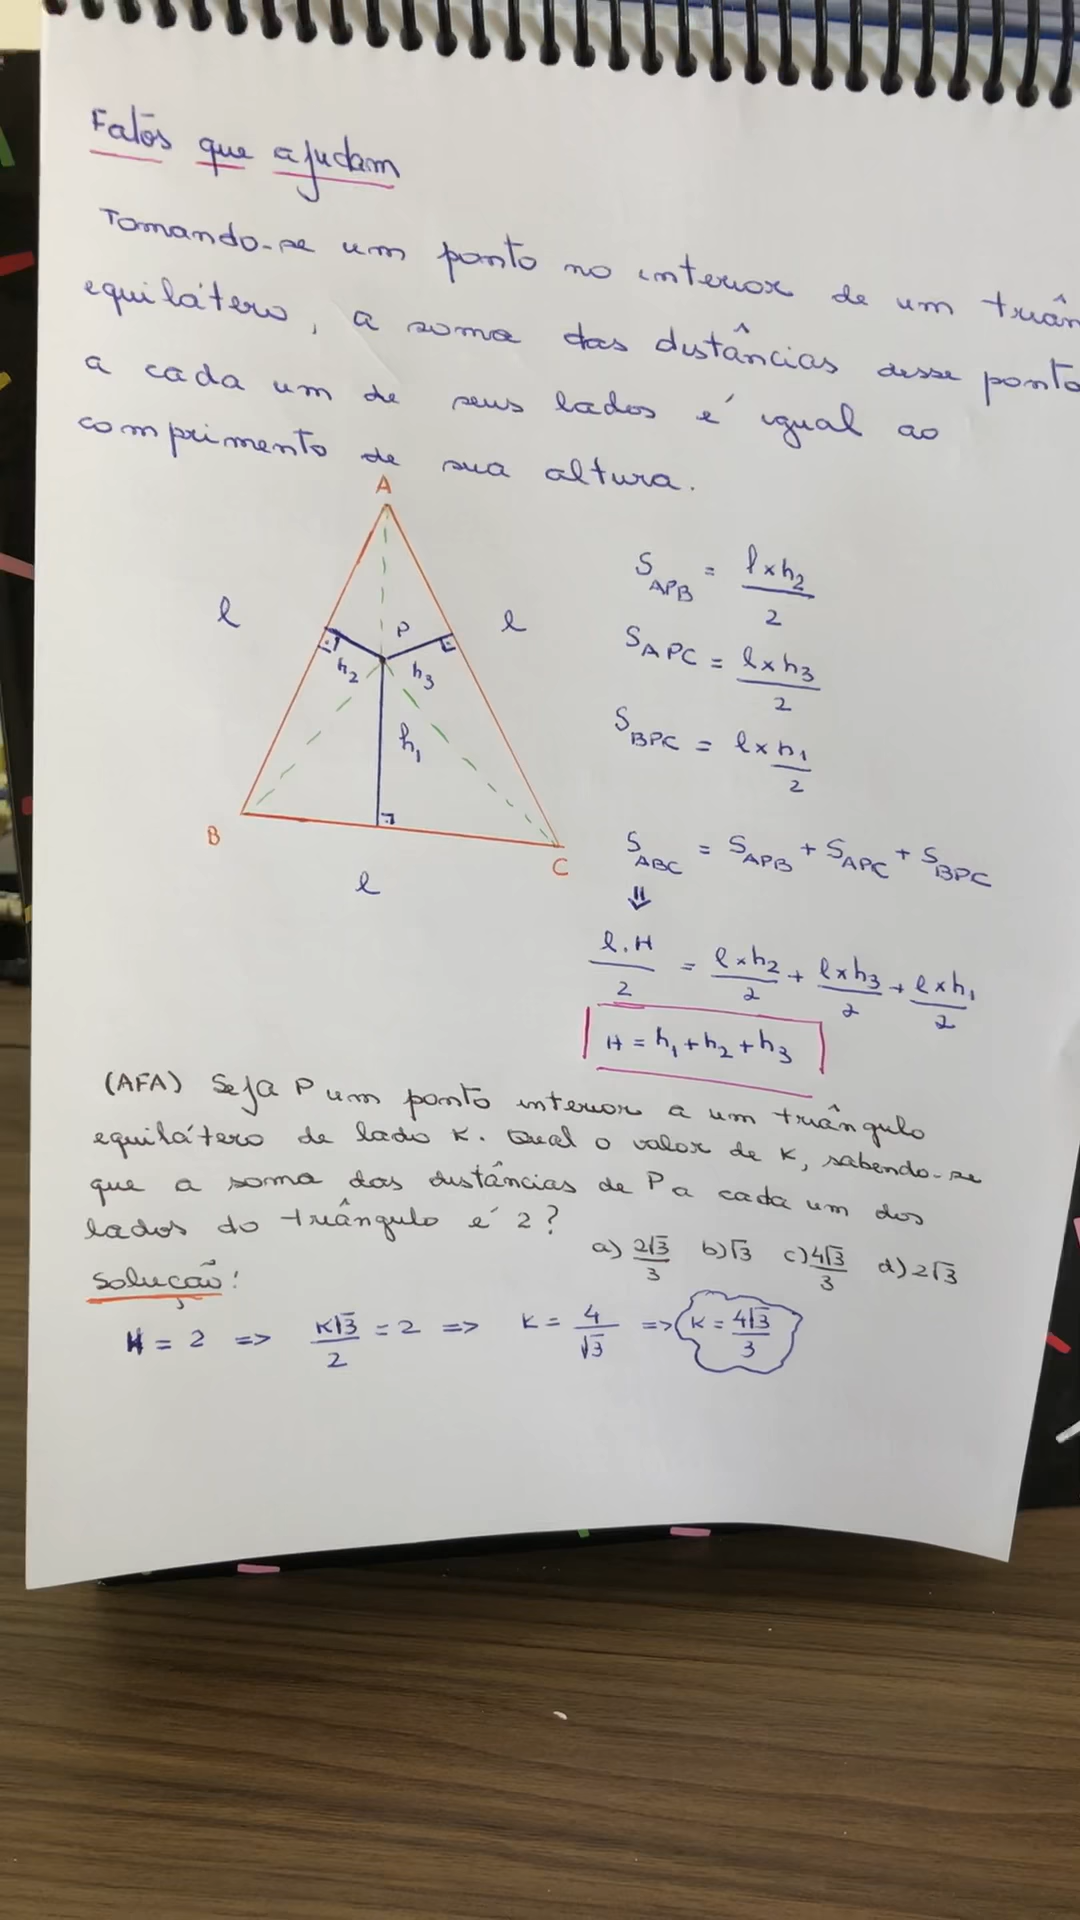 Fatos que ajudam
Tomando-se um ponto no interior de um triân
equilátero, a soma das distâncias desse ponto
a cada um de seus lados é igual ao
comprimento de sua altura.
A
l
P
l
h₂
h₃
h₁
B
C
l
S_APB = l×h₂/2
S_APC = l×h₃/2
S_BPC = l×h₁/2
S_ABC = S_APB + S_APC + S_BPC
⇓
l.H/2 = l×h₂/2 + l×h₃/2 + l×h₁/2
H = h₁ + h₂ + h₃
(AFA) Seja P um ponto interior a um triângulo
equilátero de lado K. Qual o valor de K, sabendo-se
que a soma das distâncias de P a cada um dos
lados do triângulo é 2?
a) 2√3/3 b) √3 c) 4√3/3 d) 2√3
Solução:
H = 2 => K√3/2 = 2 => K = 4/√3 => K = 4√3/3